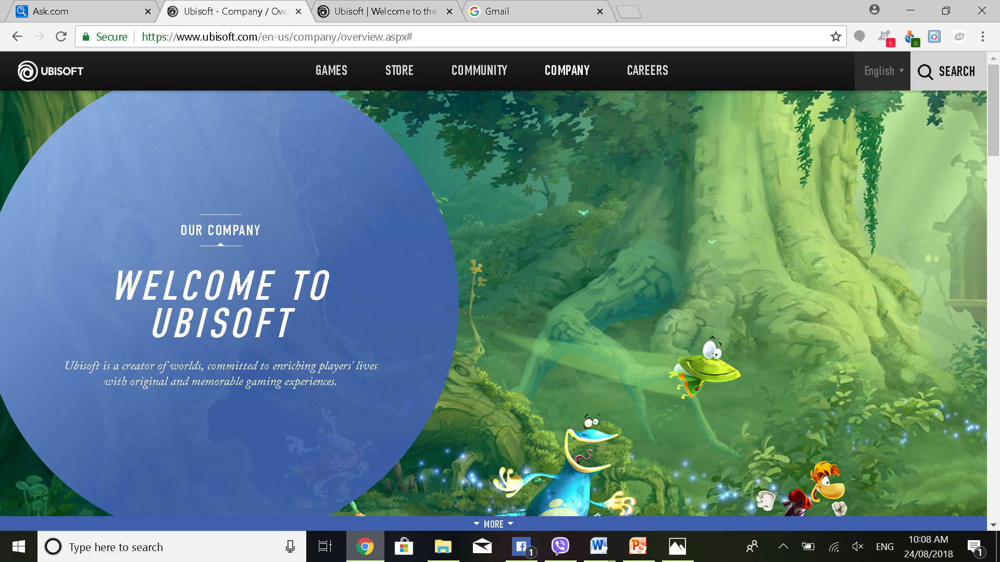 Ask.com
Ubisoft - Company / Ove
Ubisoft | Welcome to the
Gmail
Secure
https://www.ubisoft.com/en-us/company/overview.aspx#
5
0
Ask
UBISOFT
GAMES
STORE
COMMUNITY
COMPANY
CAREERS
English
SEARCH
OUR COMPANY
WELCOME TO
UBISOFT
Ubisoft is a creator of worlds, committed to enriching players' lives
with original and memorable gaming experiences.
MORE
Type here to search
1
ENG
10:08 AM
24/08/2018
1